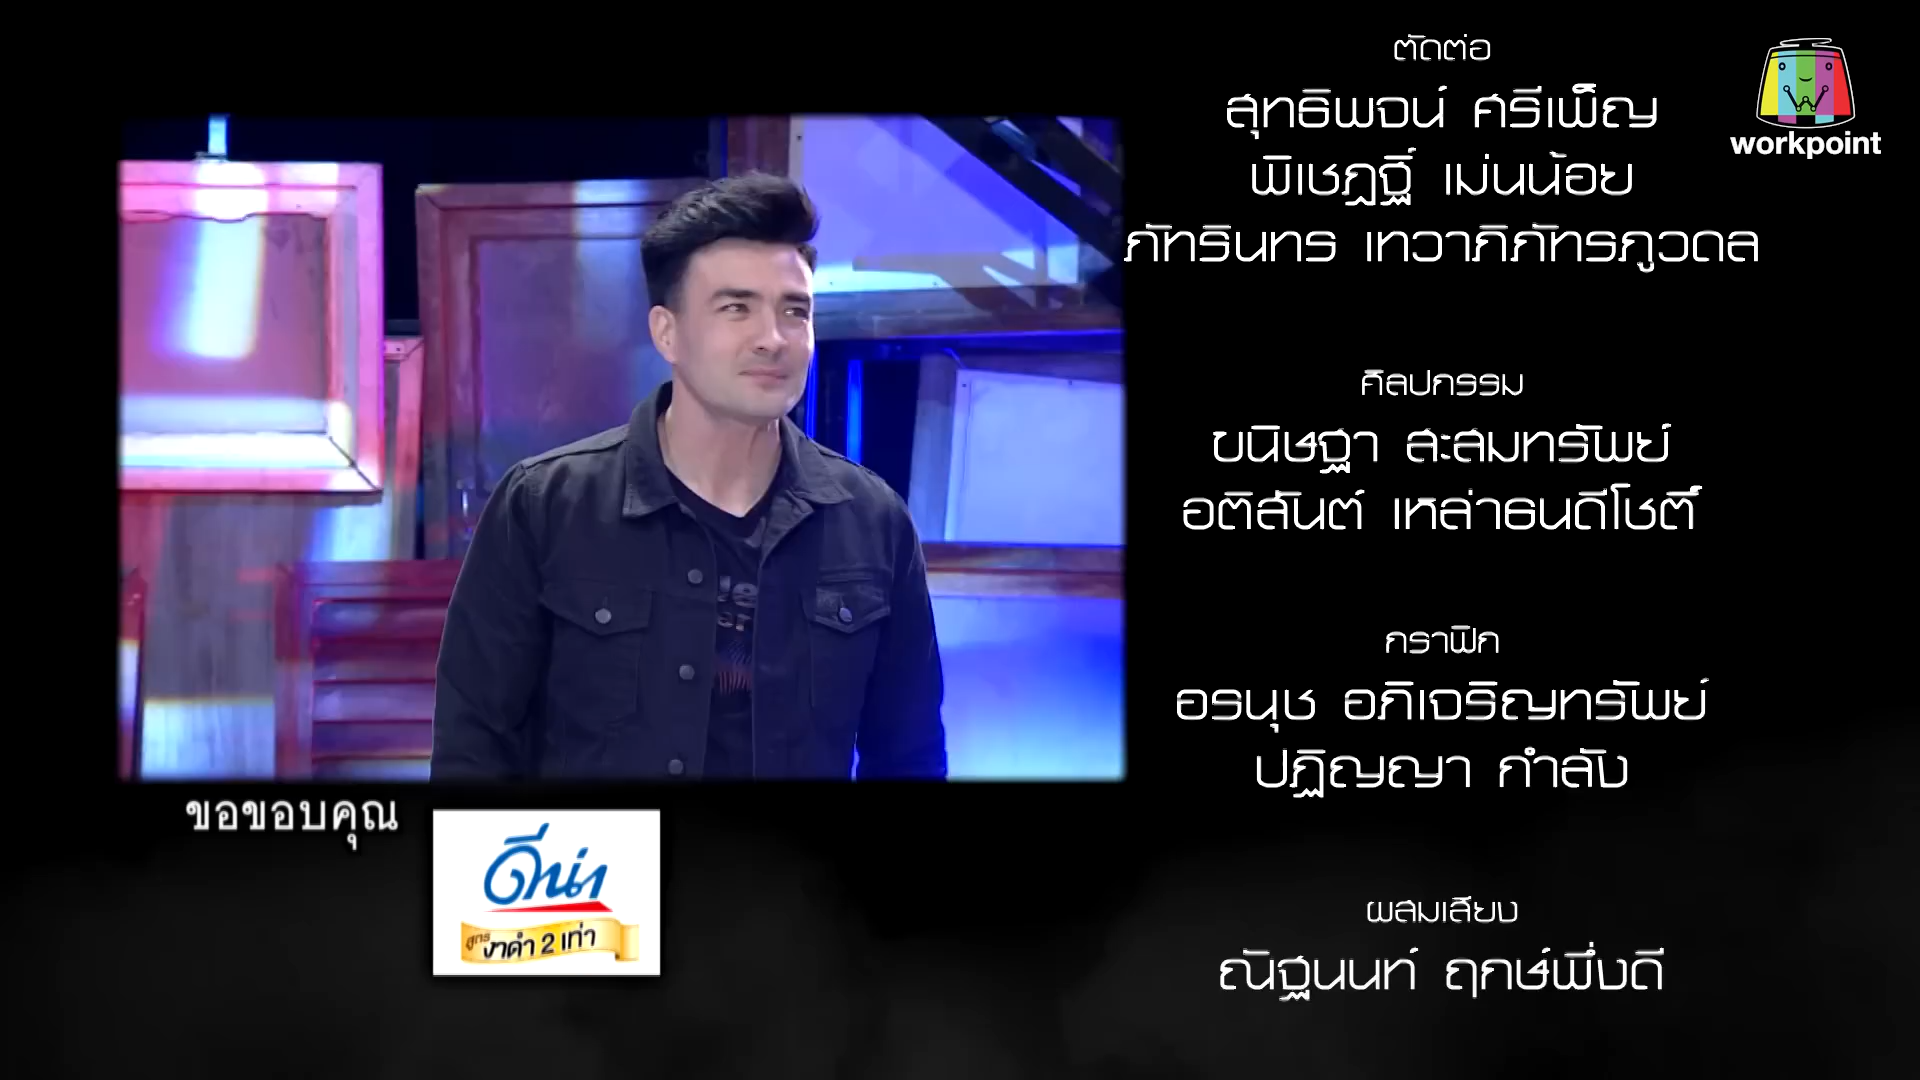 ตัดต่อ
สุทธิพจน์ ศรีเพ็ญ
พิเชฏฐิ์ เม่นน้อย
ภัทรินทร เทวาภิภัทรภูวดล
workpoint
ศิลปกรรม
ขนิษฐา สะสมทรัพย์
อติสันต์ เหล่าธนดีโชติ์
กราฟิก
อรนุช อภิเจริญทรัพย์
ปฏิญญา กำลัง
ขอขอบคุณ
ดีน่า
สูตร งาดำ 2 เท่า
ผสมเสียง
ณัฐนนท์ ฤกษ์พึ่งดี